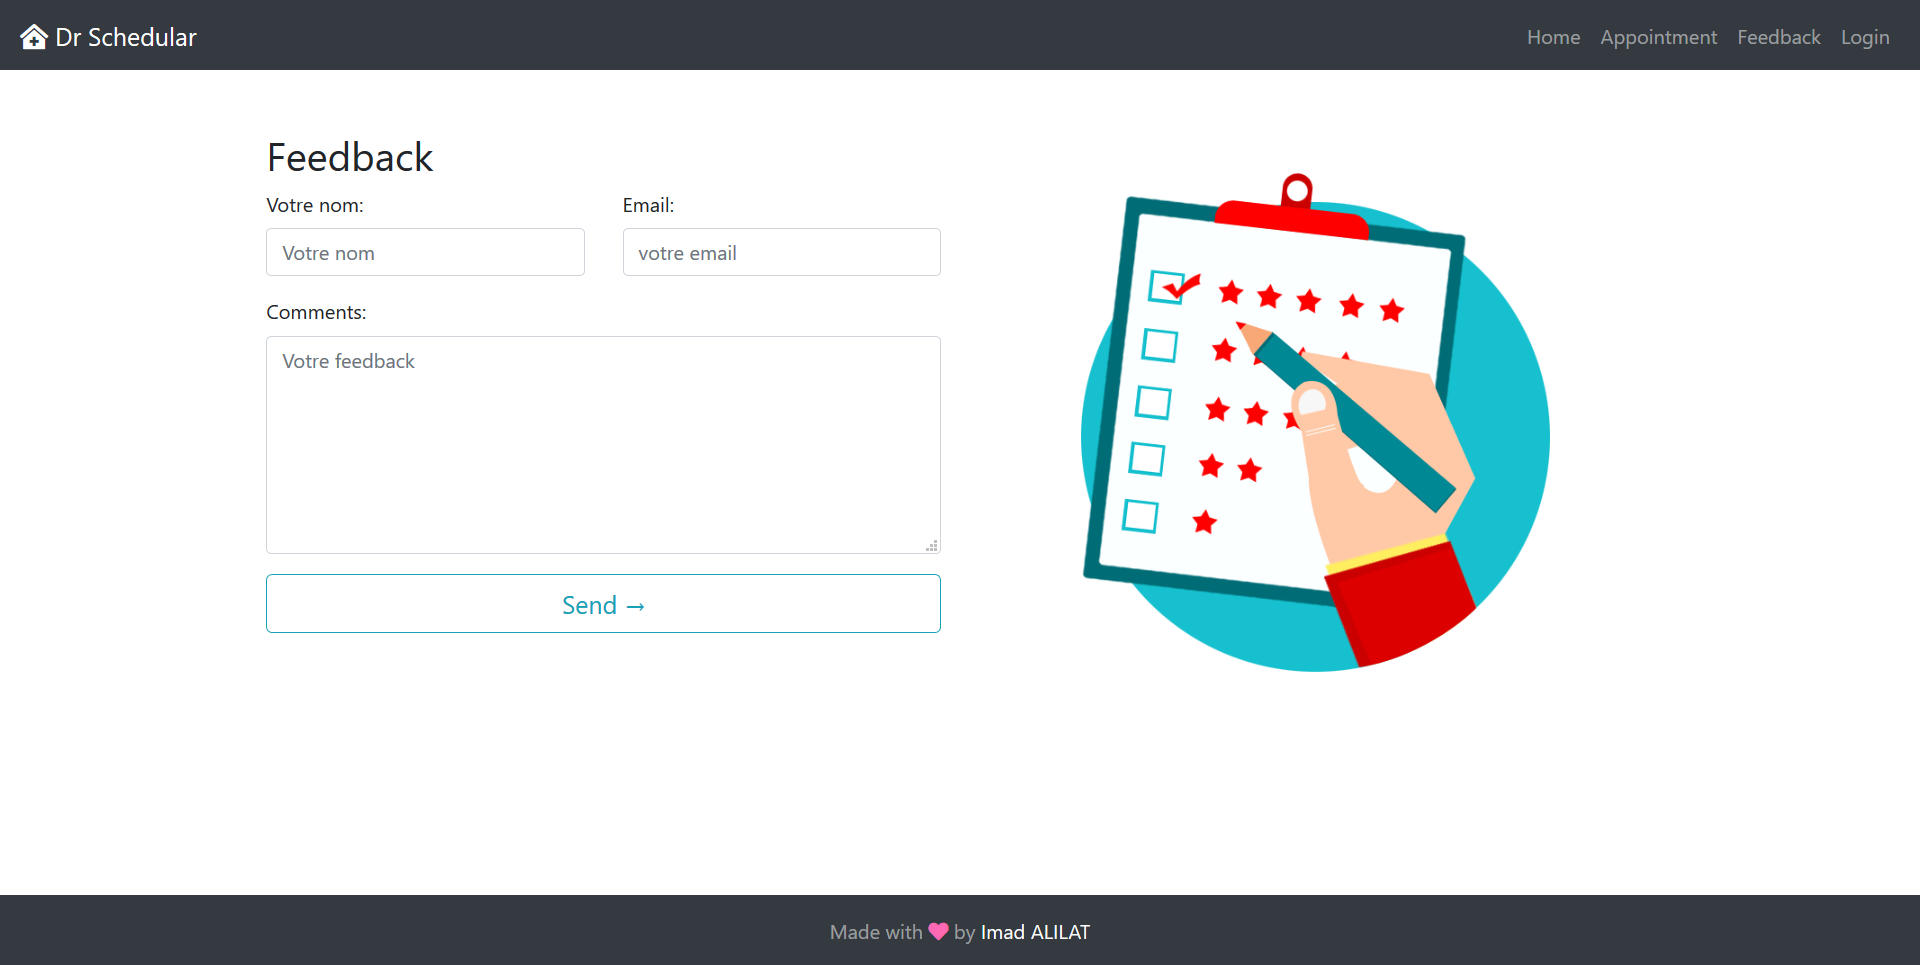 Dr Schedular
Home Appointment Feedback Login
Feedback
Votre nom: Email:
Votre nom votre email
Comments:
Votre feedback
Send →
Made with ❤ by Imad ALILAT